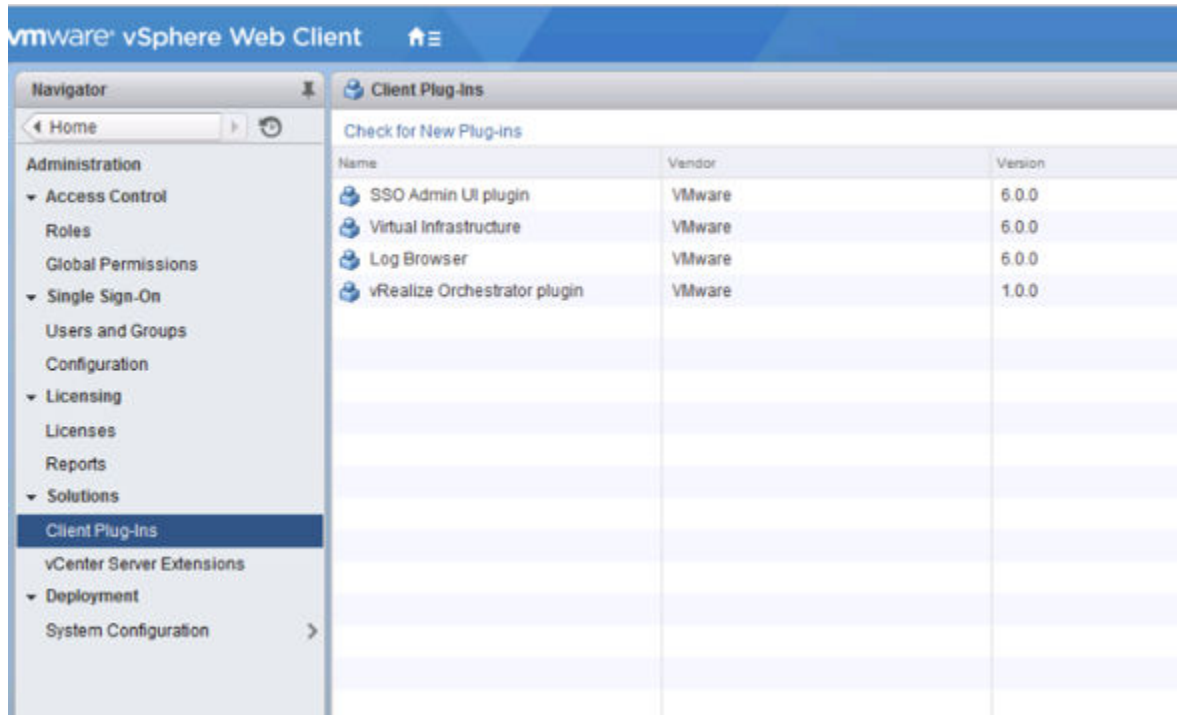 vmware® vSphere Web Client
Navigator
Home
Administration
Access Control
Roles
Global Permissions
Single Sign-On
Users and Groups
Configuration
Licensing
Licenses
Reports
Solutions
Client Plug-Ins
vCenter Server Extensions
Deployment
System Configuration
Client Plug-Ins
Check for New Plug-ins
Name Vendor Version
SSO Admin UI plugin VMware 6.0.0
Virtual Infrastructure VMware 6.0.0
Log Browser VMware 6.0.0
vRealize Orchestrator plugin VMware 1.0.0